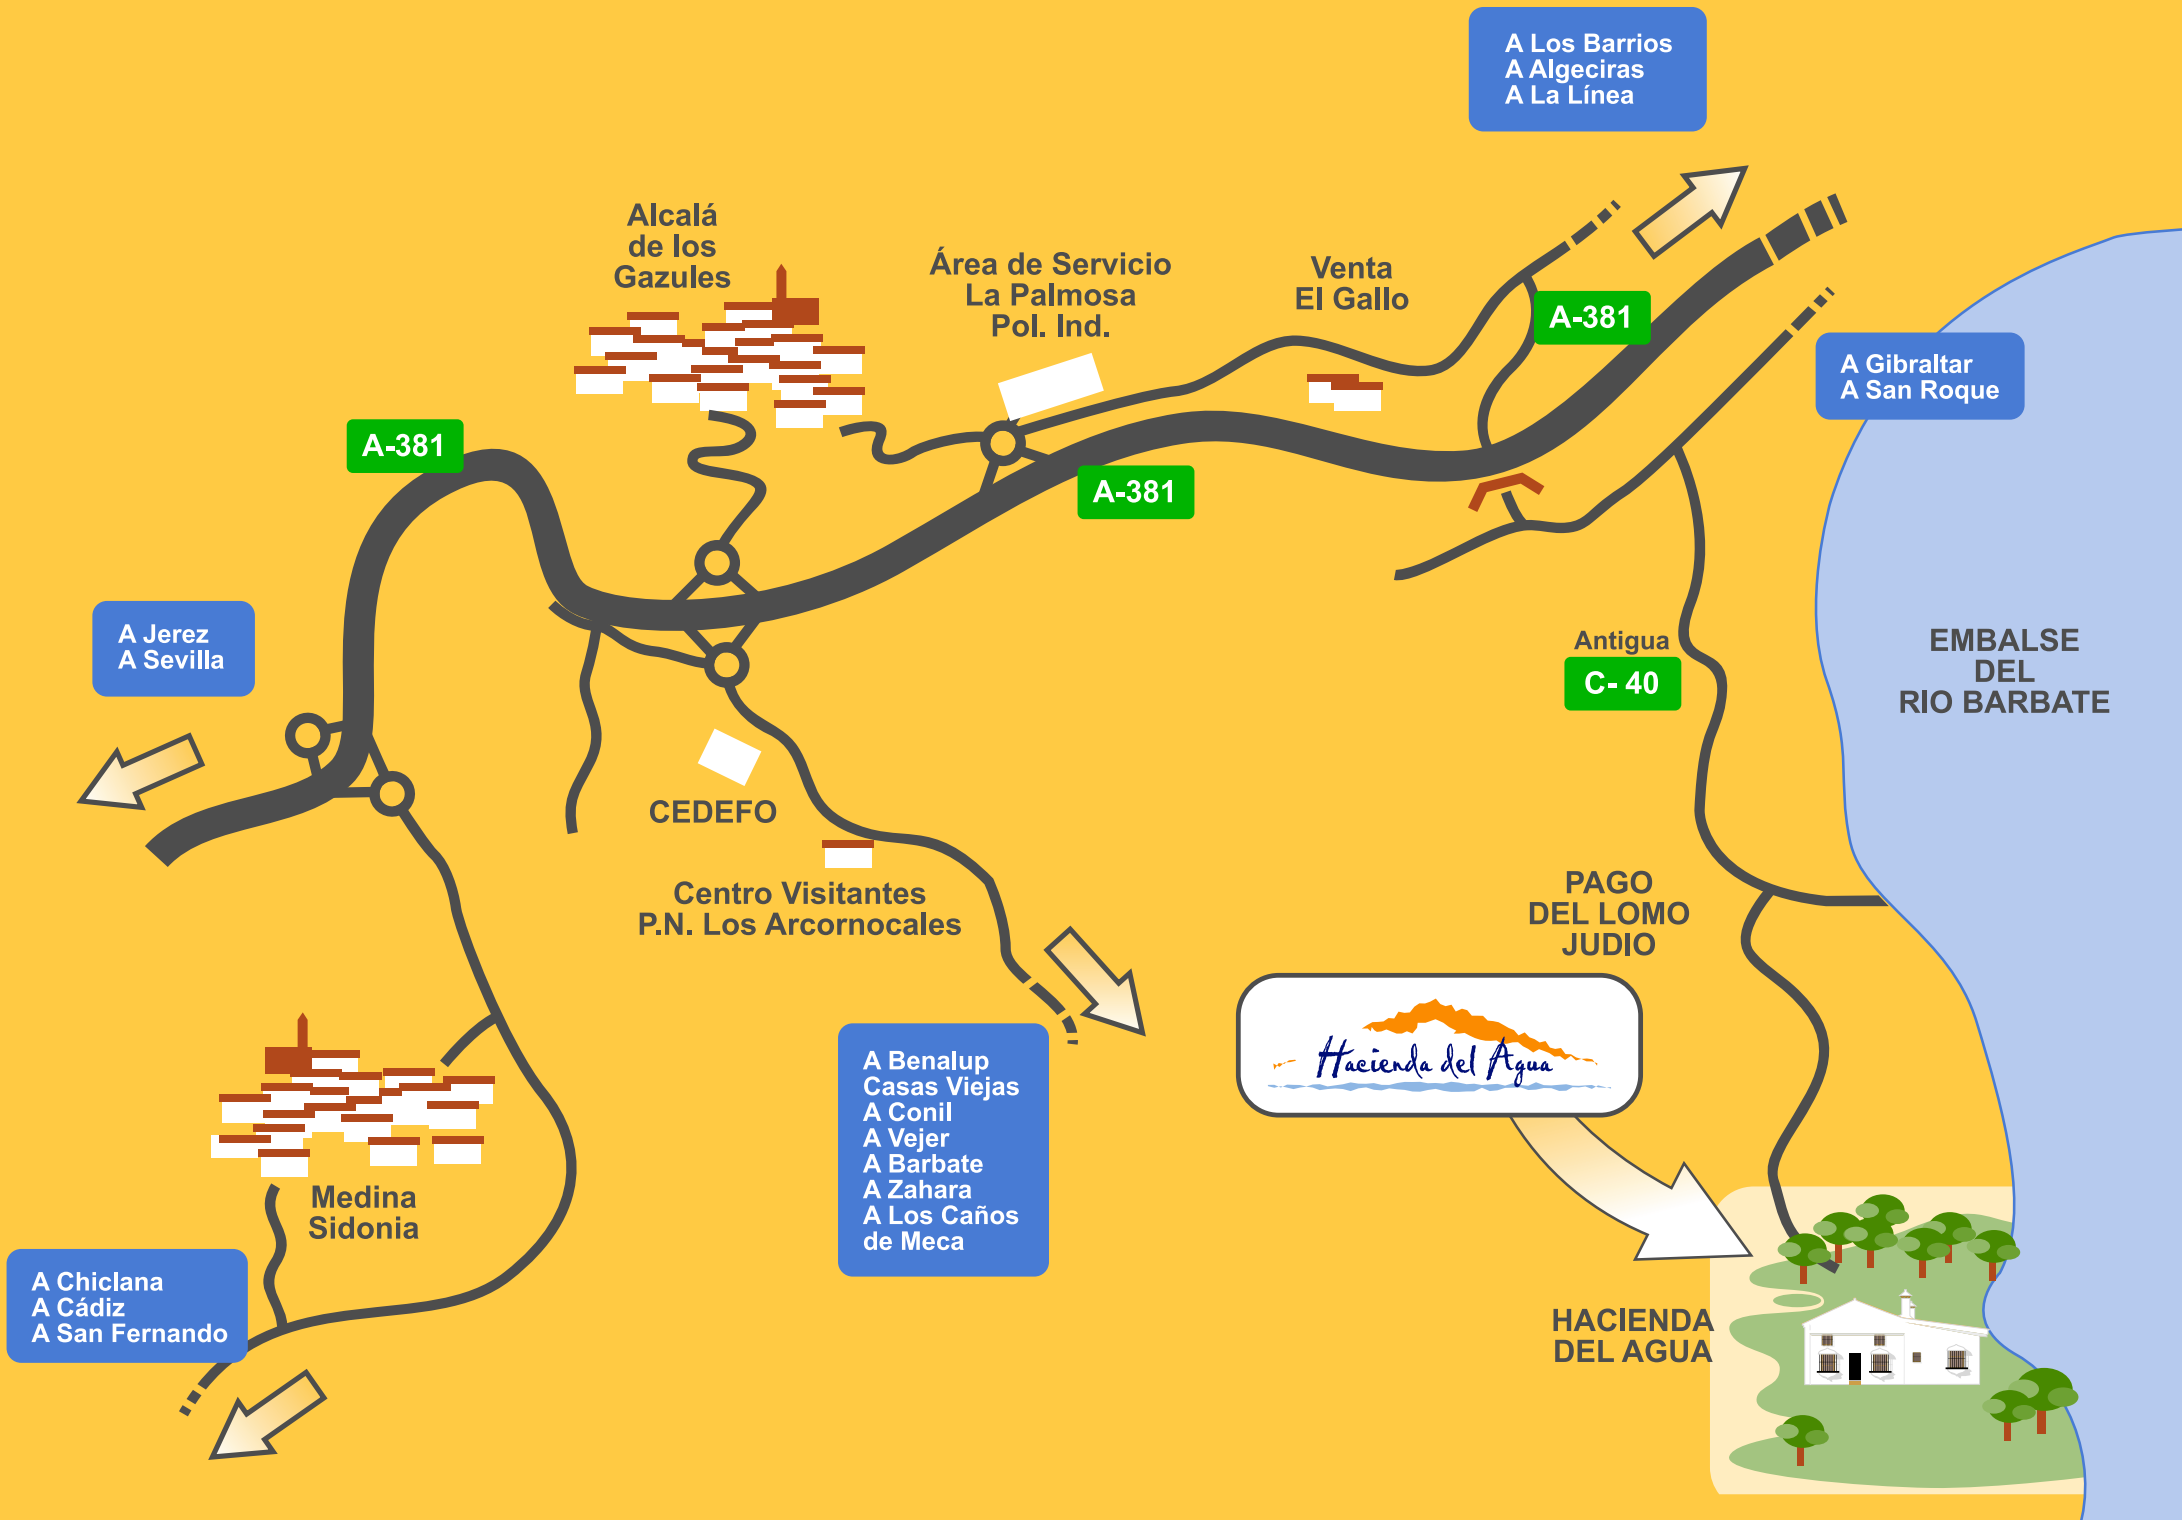 A Los Barrios
A Algeciras
A La Línea
Alcalá
de los
Gazules
Área de Servicio
La Palmosa
Pol. Ind.
Venta
El Gallo
A-381
A Gibraltar
A San Roque
A-381
A-381
A Jerez
A Sevilla
Antigua
C- 40
EMBALSE
DEL
RIO BARBATE
CEDEFO
Centro Visitantes
P.N. Los Arcornocales
PAGO
DEL LOMO
JUDIO
Hacienda del Agua
A Benalup
Casas Viejas
A Conil
A Vejer
A Barbate
A Zahara
A Los Caños
de Meca
Medina
Sidonia
A Chiclana
A Cádiz
A San Fernando
HACIENDA
DEL AGUA